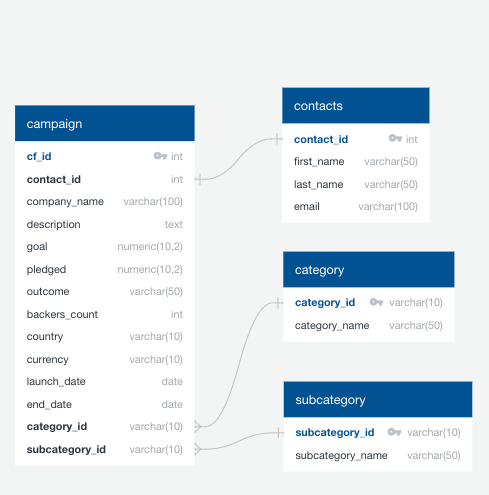 campaign
cf_id int
contact_id int
company_name varchar(100)
description text
goal numeric(10,2)
pledged numeric(10,2)
outcome varchar(50)
backers_count int
country varchar(10)
currency varchar(10)
launch_date date
end_date date
category_id varchar(10)
subcategory_id varchar(10)
contacts
contact_id int
first_name varchar(50)
last_name varchar(50)
email varchar(100)
category
category_id varchar(10)
category_name varchar(50)
subcategory
subcategory_id varchar(10)
subcategory_name varchar(50)